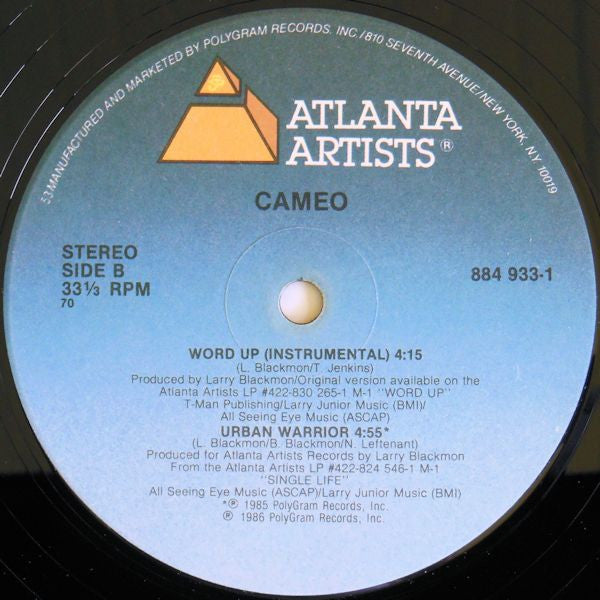 53 MANUFACTURED AND MARKETED BY POLYGRAM RECORDS, INC./810 SEVENTH AVENUE/NEW YORK, NY 10019
ATLANTA
ARTISTS®
CAMEO
STEREO
SIDE B
33⅓ RPM
70
884 933-1
WORD UP (INSTRUMENTAL) 4:15
(L. Blackmon/T. Jenkins)
Produced by Larry Blackmon/Original version available on the
Atlanta Artists LP #422-830 265-1 M-1 "WORD UP"
T-Man Publishing/Larry Junior Music (BMI)/
All Seeing Eye Music (ASCAP)
URBAN WARRIOR 4:55*
(L. Blackmon/B. Blackmon/N. Leftenant)
Produced for Atlanta Artists Records by Larry Blackmon
From the Atlanta Artists LP #422-824 546-1 M-1
"SINGLE LIFE"
All Seeing Eye Music (ASCAP)/Larry Junior Music (BMI)
*℗ 1985 PolyGram Records, Inc.
℗ 1986 PolyGram Records, Inc.